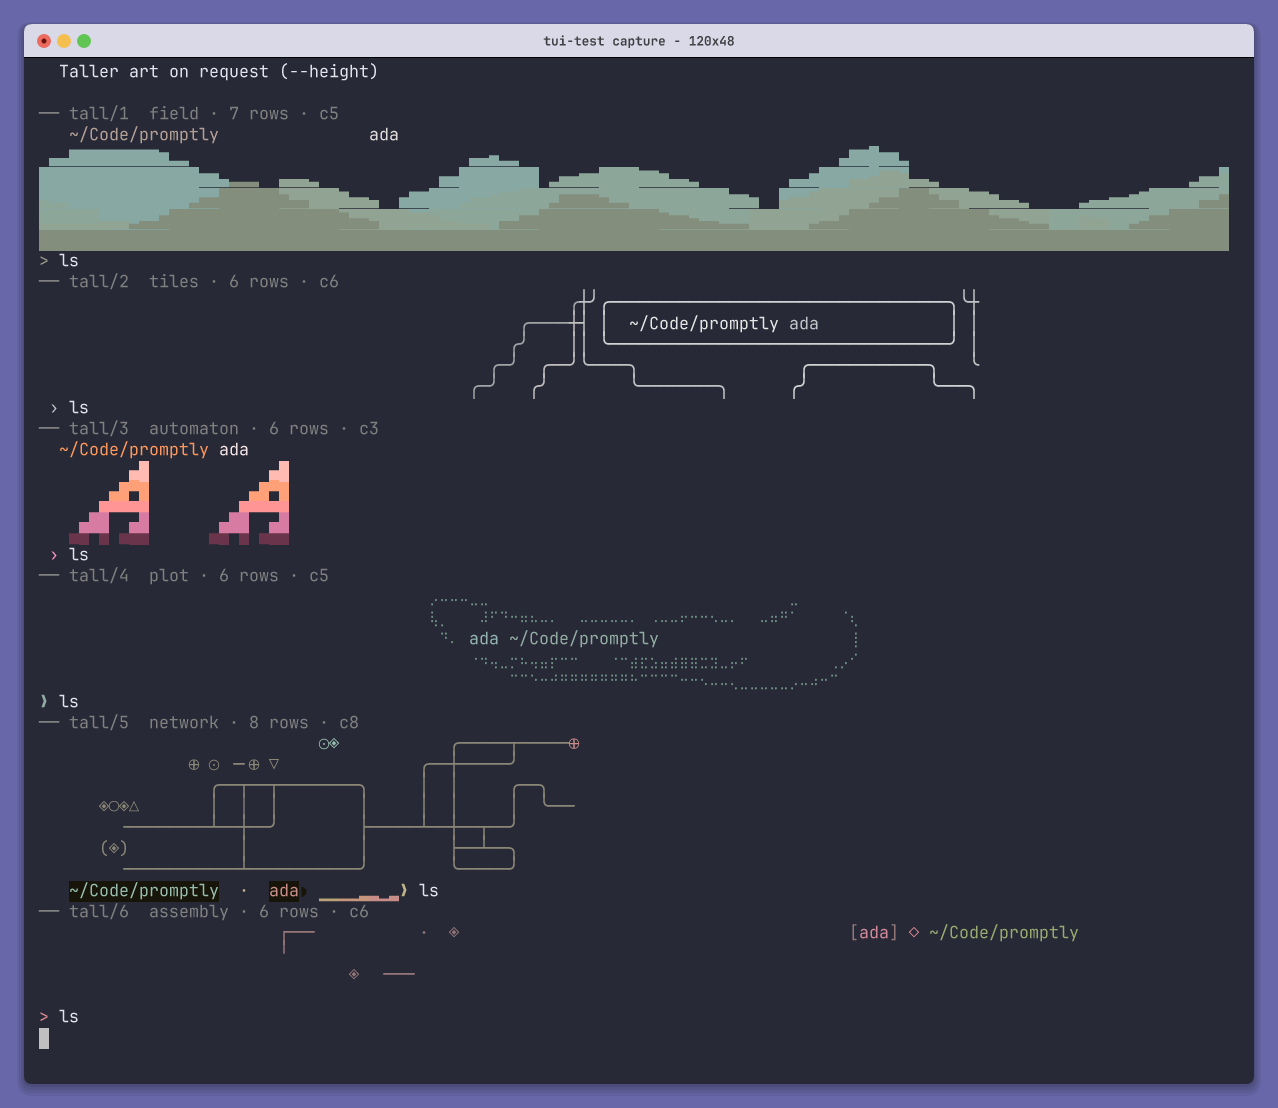 tui-test capture - 120x48
Taller art on request (--height)
── tall/1  field · 7 rows · c5
~/Code/promptly ada
> ls
── tall/2  tiles · 6 rows · c6
~/Code/promptly ada
› ls
── tall/3  automaton · 6 rows · c3
~/Code/promptly ada
› ls
── tall/4  plot · 6 rows · c5
ada ~/Code/promptly
❫ ls
── tall/5  network · 8 rows · c8
~/Code/promptly · ada ❫ ls
── tall/6  assembly · 6 rows · c6
[ada] ◇ ~/Code/promptly
> ls